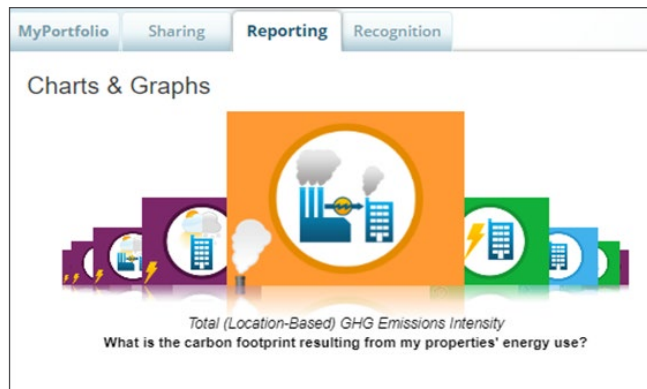 MyPortfolio Sharing Reporting Recognition
Charts & Graphs
Total (Location-Based) GHG Emissions Intensity
What is the carbon footprint resulting from my properties' energy use?